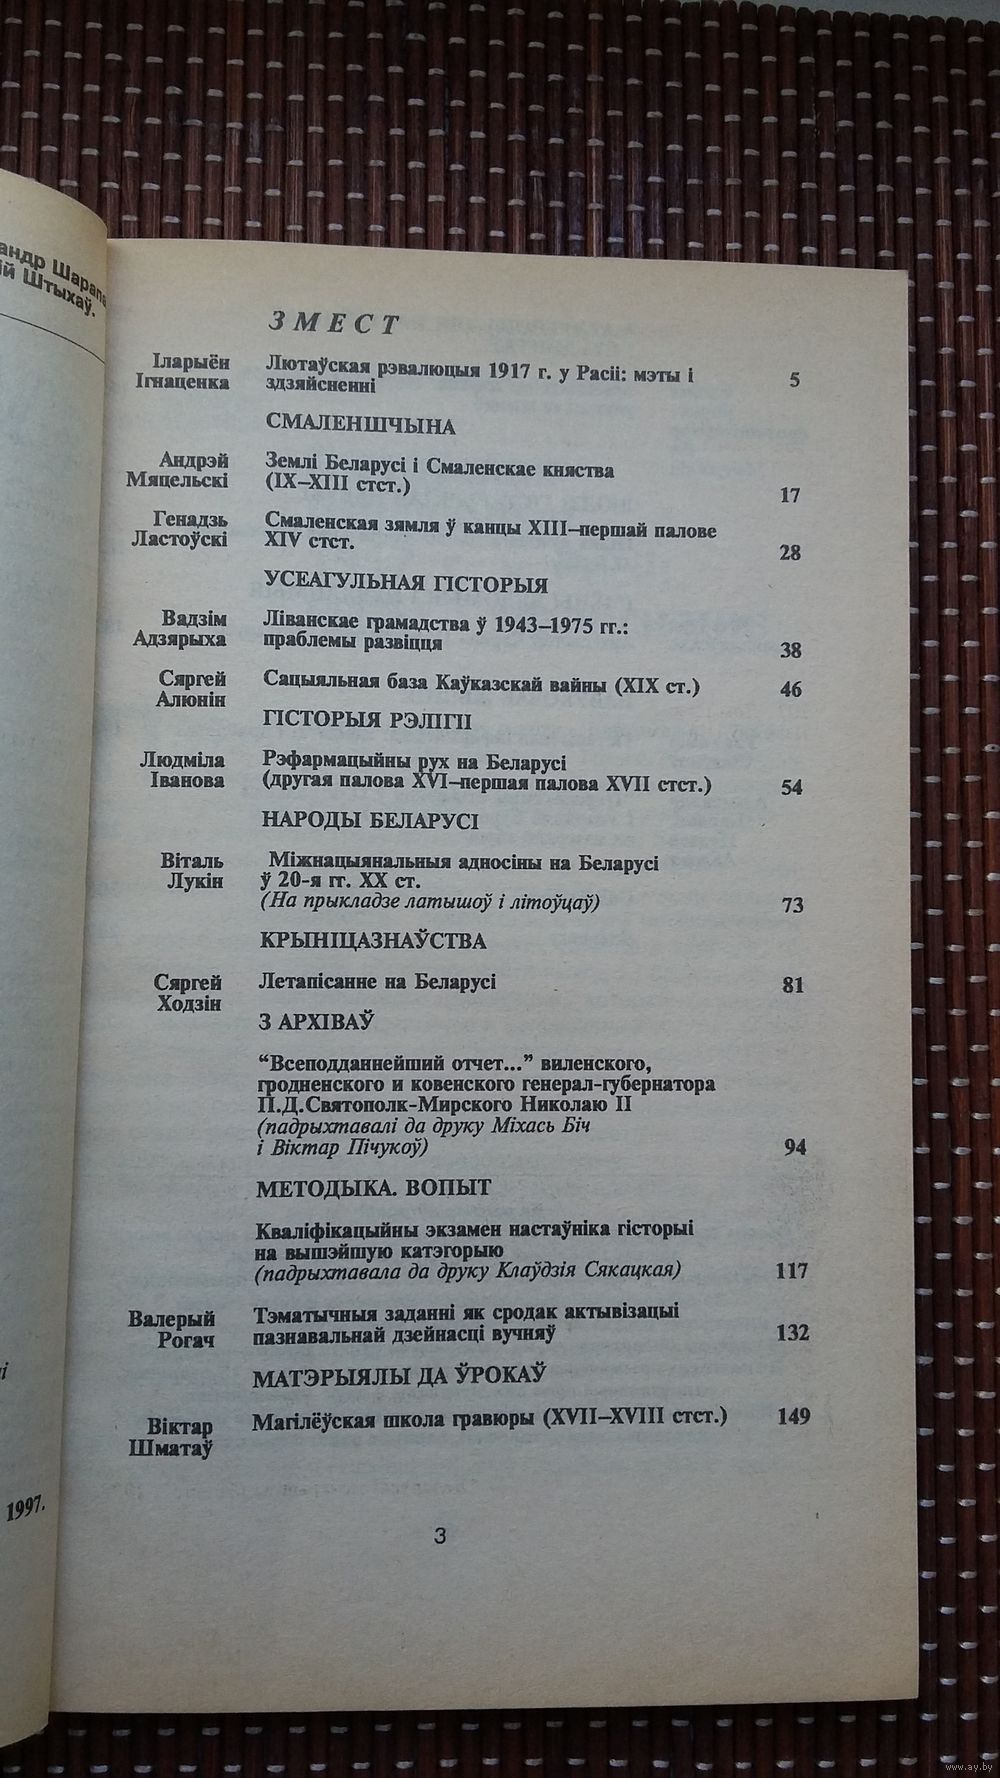 андр Шарапа
ій Штыхаў.
і
1997.
ЗМЕСТ
Іларыён Лютаўская рэвалюцыя 1917 г. у Расіі: мэты і
Ігнаценка здзяйсненні 5
СМАЛЕНШЧЫНА
Андрэй Землі Беларусі і Смаленскае княства
Мяцельскі (IX–XIII стст.) 17
Генадзь Смаленская зямля ў канцы XIII–першай палове
Ластоўскі XIV стст. 28
УСЕАГУЛЬНАЯ ГІСТОРЫЯ
Вадзім Ліванскае грамадства ў 1943–1975 гг.:
Адзярыха праблемы развіцця 38
Сяргей Сацыяльная база Каўказскай вайны (XIX ст.) 46
Алюнін
ГІСТОРЫЯ РЭЛІГІІ
Людміла Рэфармацыйны рух на Беларусі
Іванова (другая палова XVI–першая палова XVII стст.) 54
НАРОДЫ БЕЛАРУСІ
Віталь Міжнацыянальныя адносіны на Беларусі
Лукін ў 20-я гг. XX ст.
(На прыкладзе латышоў і літоўцаў) 73
КРЫНІЦАЗНАЎСТВА
Сяргей Летапісанне на Беларусі 81
Ходзін
З АРХІВАЎ
“Всеподданнейший отчет...” виленского,
гродненского и ковенского генерал-губернатора
П.Д.Святополк-Мирского Николаю II
(падрыхтавалі да друку Міхась Біч
і Віктар Пічукоў) 94
МЕТОДЫКА. ВОПЫТ
Кваліфікацыйны экзамен настаўніка гісторыі
на вышэйшую катэгорыю
(падрыхтавала да друку Клаўдзія Сякацкая) 117
Валерый Тэматычныя заданні як сродак актывізацыі
Рогач пазнавальнай дзейнасці вучняў 132
МАТЭРЫЯЛЫ ДА ЎРОКАЎ
Віктар Магілёўская школа гравюры (XVII–XVIII стст.) 149
Шматаў
3
www.ay.by